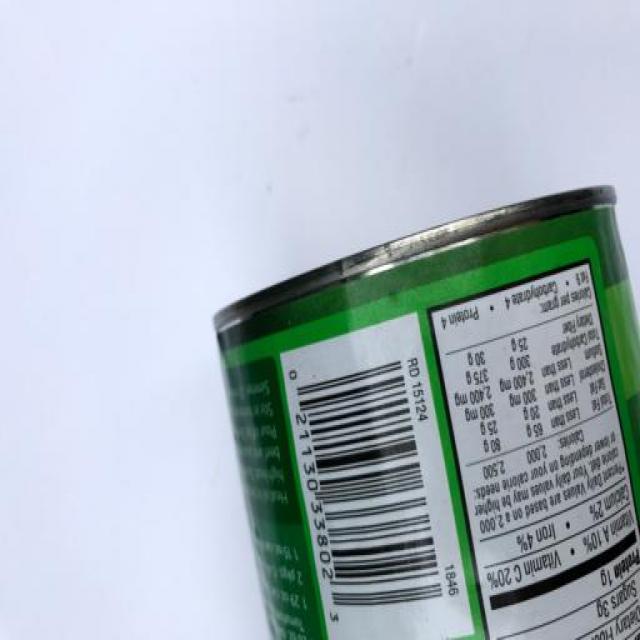 Sugars 3g
Protein 1g
Vitamin A 10% • Vitamin C 20%
Calcium 2% • Iron 4%
*Percent Daily Values are based on a 2,000
calorie diet. Your daily values may be higher
or lower depending on your calorie needs:
Calories: 2,000 2,500
Total Fat Less than 65 g 80 g
Sat Fat Less than 20 g 25 g
Cholesterol Less than 300 mg 300 mg
Sodium Less than 2,400 mg 2,400 mg
Total Carbohydrate 300 g 375 g
Dietary Fiber 25 g 30 g
Calories per gram:
Fat 9 • Carbohydrate 4 • Protein 4
RD 15724
1846
0 21130 33802 3